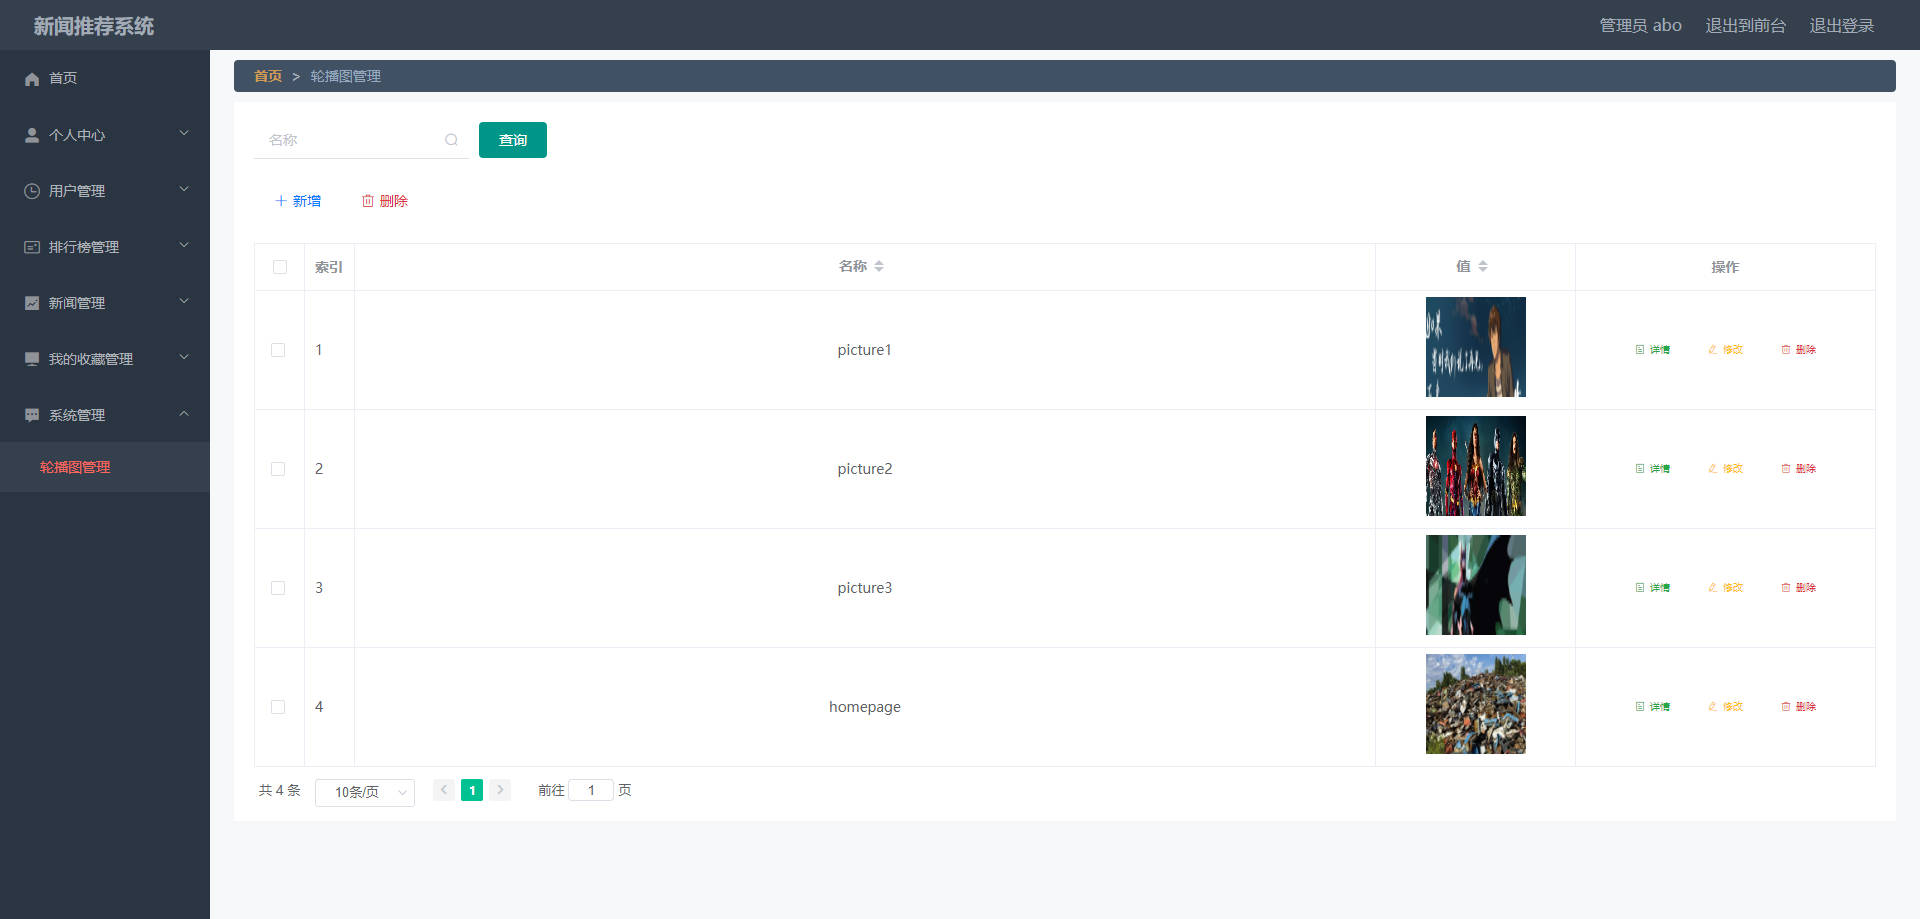 新闻推荐系统
管理员 abo 退出到前台 退出登录
首页
个人中心
用户管理
排行榜管理
新闻管理
我的收藏管理
系统管理
轮播图管理
首页 > 轮播图管理
名称 查询
新增 删除
索引 名称 值 操作
1 picture1 详情 修改 删除
2 picture2 详情 修改 删除
3 picture3 详情 修改 删除
4 homepage 详情 修改 删除
共 4 条 10条/页 1 前往 1 页